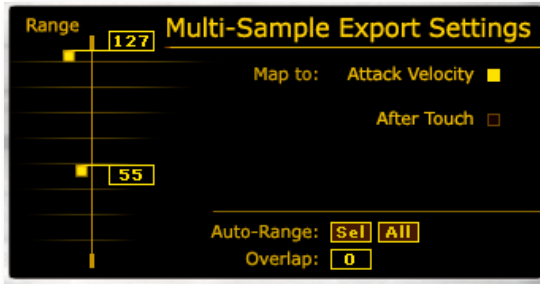 Range
127
Multi-Sample Export Settings
Map to: Attack Velocity
After Touch
55
Auto-Range: Sel All
Overlap: 0